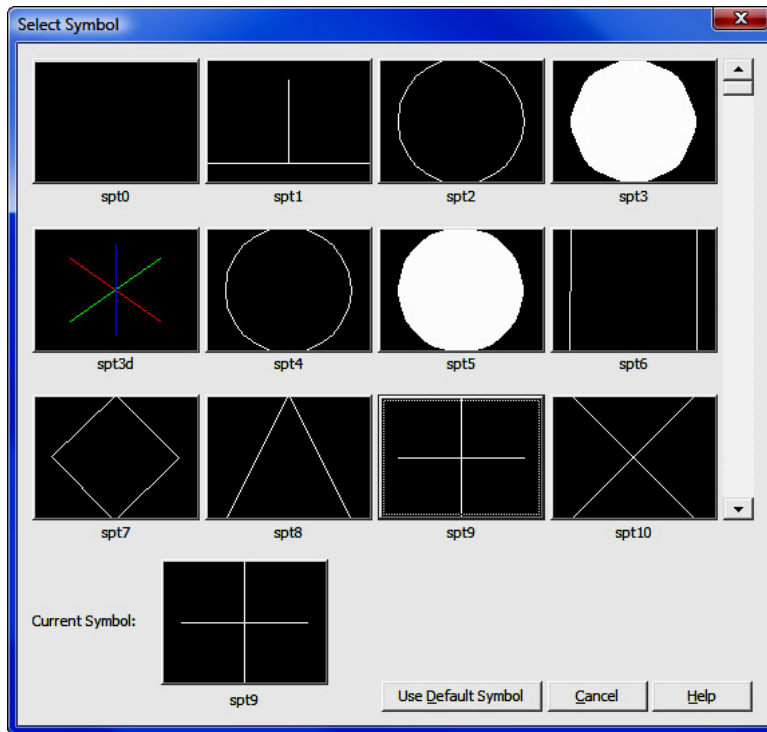 Select Symbol
spt0 spt1 spt2 spt3
spt3d spt4 spt5 spt6
spt7 spt8 spt9 spt10
Current Symbol:
spt9
Use Default Symbol Cancel Help